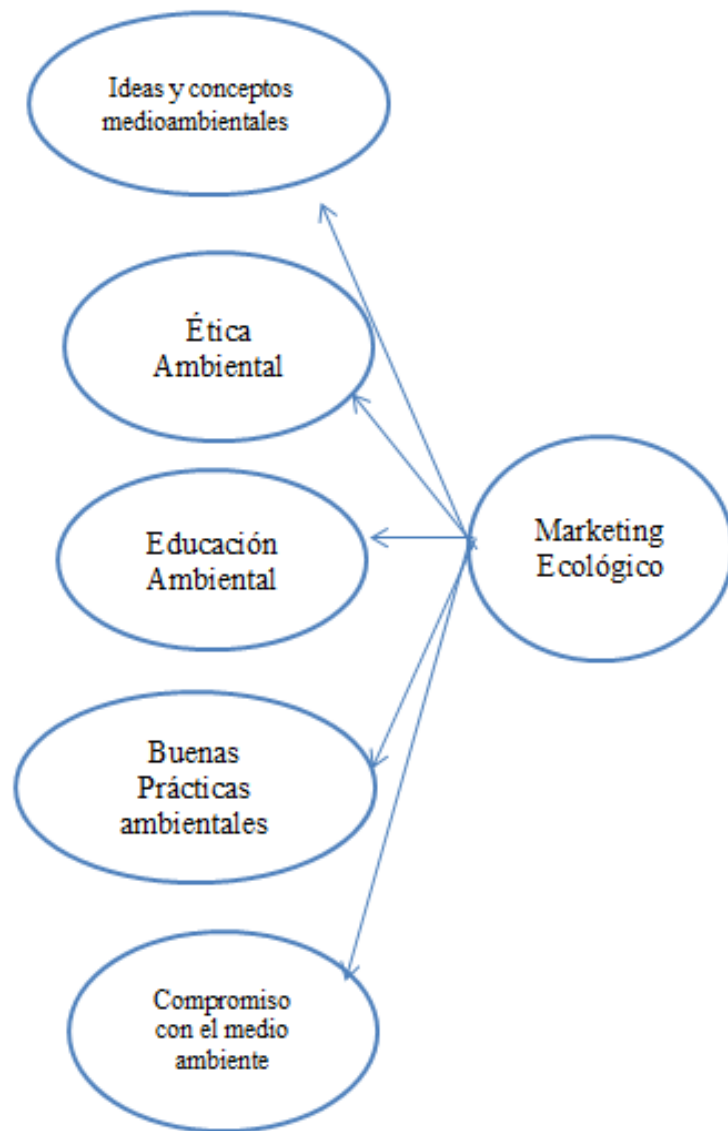 Ideas y conceptos
medioambientales
Ética
Ambiental
Educación
Ambiental
Marketing
Ecológico
Buenas
Prácticas
ambientales
Compromiso
con el medio
ambiente